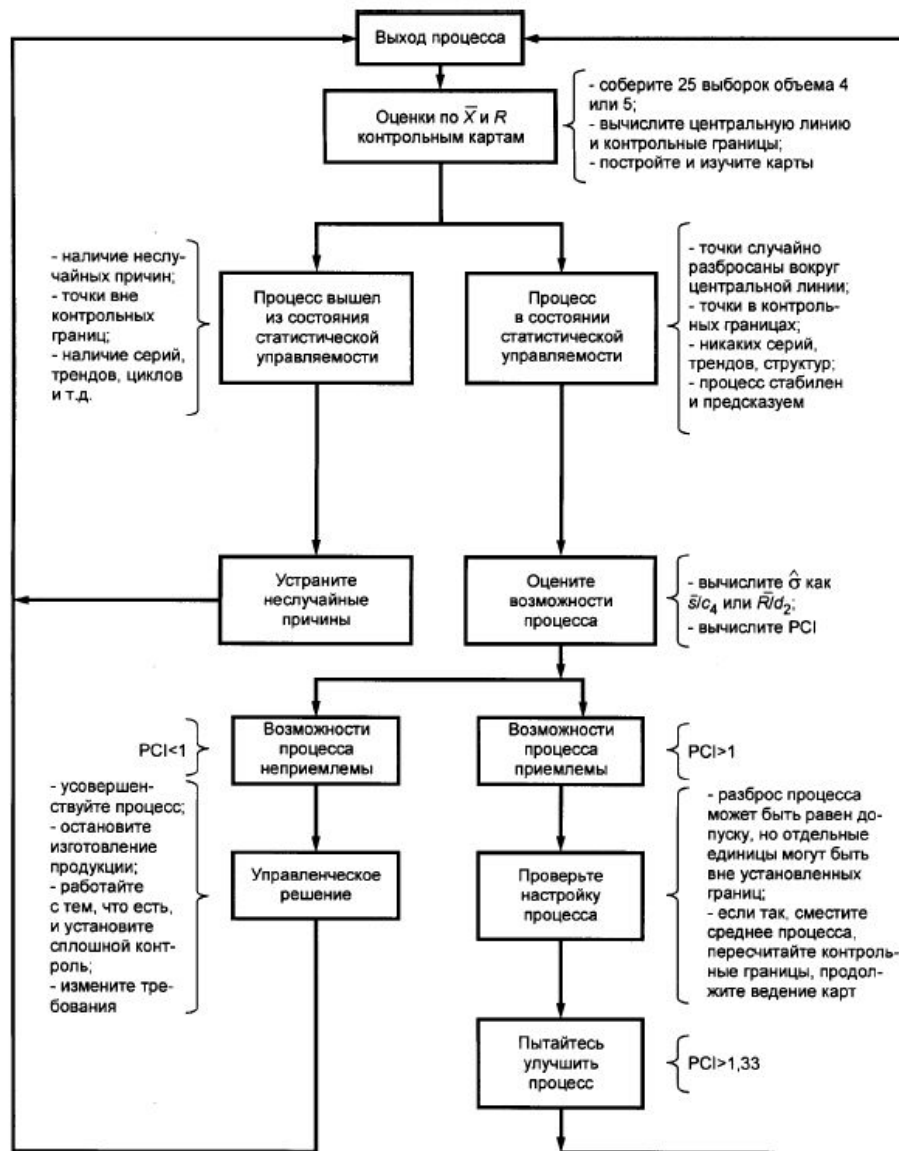 Выход процесса
Оценки по X̅ и R
контрольным картам
- соберите 25 выборок объема 4
или 5;
- вычислите центральную линию
и контрольные границы;
- постройте и изучите карты
- наличие неслу-
чайных причин;
- точки вне
контрольных
границ;
- наличие серий,
трендов, циклов
и т.д.
Процесс вышел
из состояния
статистической
управляемости
Процесс
в состоянии
статистической
управляемости
- точки случайно
разбросаны вокруг
центральной линии;
- точки в контроль-
ных границах;
- никаких серий,
трендов, структур;
- процесс стабилен
и предсказуем
Устраните
неслучайные
причины
Оцените
возможности
процесса
- вычислите σ̂ как
s̅/c₄ или R̅/d₂;
- вычислите PCI
PCI<1
Возможности
процесса
неприемлемы
Возможности
процесса
приемлемы
PCI>1
- усовершен-
ствуйте процесс;
- остановите
изготовление
продукции;
- работайте
с тем, что есть,
и установите
сплошной конт-
роль;
- измените тре-
бования
Управленческое
решение
Проверьте
настройку
процесса
- разброс процесса
может быть равен до-
пуску, но отдельные
единицы могут быть
вне установленных
границ;
- если так, сместите
среднее процесса,
пересчитайте контроль-
ные границы, продол-
жите ведение карт
Пытайтесь
улучшить
процесс
PCI>1,33